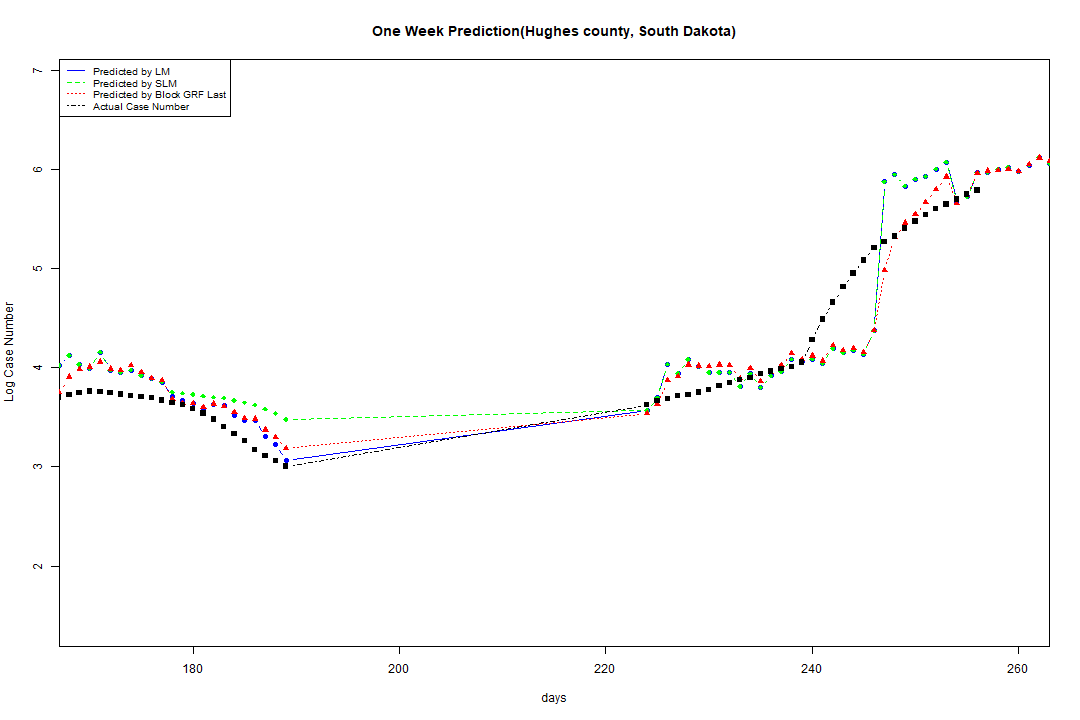 One Week Prediction(Hughes county, South Dakota)
Predicted by LM
Predicted by SLM
Predicted by Block GRF Last
Actual Case Number
Log Case Number
7
6
5
4
3
2
180 200 220 240 260
days